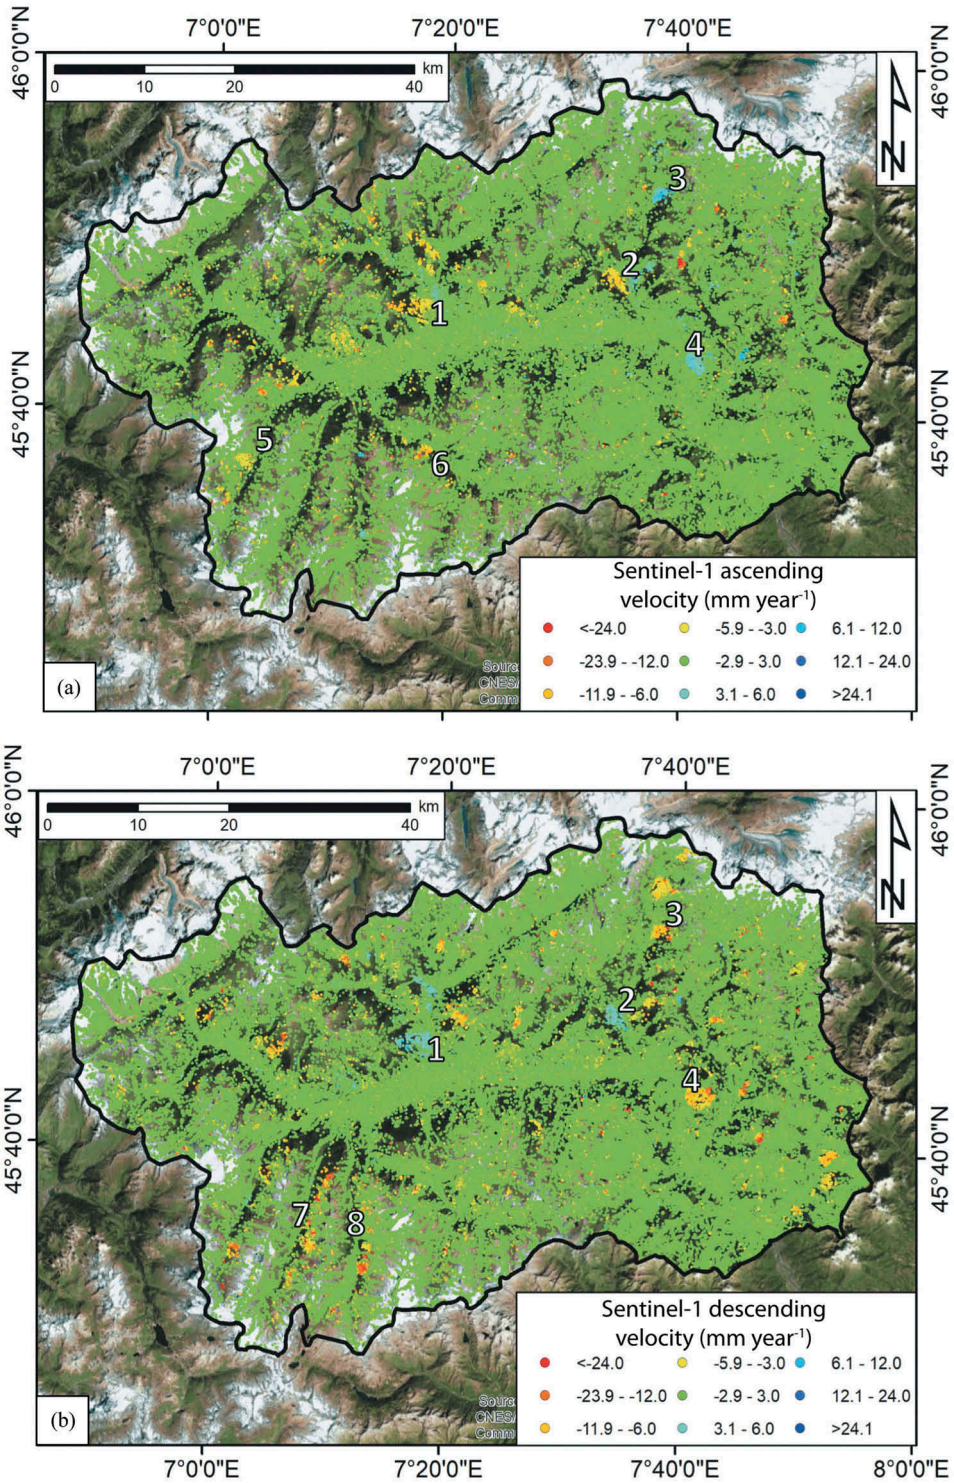 7°0'0"E 7°20'0"E 7°40'0"E
46°0'0"N
46°0'0"N
km
0 10 20 40
N
3
2
1
4
45°40'0"N
45°40'0"N
5
6
Sentinel-1 ascending
velocity (mm year-1)
<-24.0 -5.9 - -3.0 6.1 - 12.0
-23.9 - -12.0 -2.9 - 3.0 12.1 - 24.0
-11.9 - -6.0 3.1 - 6.0 >24.1
CNES/
Comm
(a)
7°0'0"E 7°20'0"E 7°40'0"E
46°0'0"N
46°0'0"N
km
0 10 20 40
N
3
2
1
4
45°40'0"N
45°40'0"N
7
8
Sentinel-1 descending
velocity (mm year-1)
<-24.0 -5.9 - -3.0 6.1 - 12.0
-23.9 - -12.0 -2.9 - 3.0 12.1 - 24.0
-11.9 - -6.0 3.1 - 6.0 >24.1
CNES/
Comm
(b)
7°0'0"E 7°20'0"E 7°40'0"E 8°0'0"E